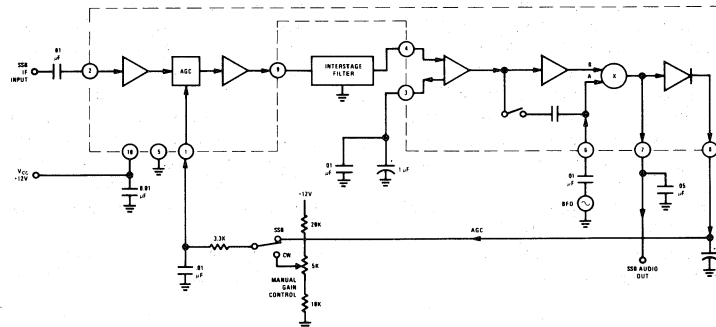 .01
µF
SSB
IF
INPUT
2
AGC
9
INTERSTAGE
FILTER
4
3
B
A
X
10
5
1
6
7
8
VCC
+12V
0.01
µF
.01
µF
1 µF
.01
µF
BFO
.05
µF
SSB AUDIO
OUT
+12V
20K
3.3K
SSB
CW
5K
MANUAL
GAIN
CONTROL
10K
.01
µF
AGC